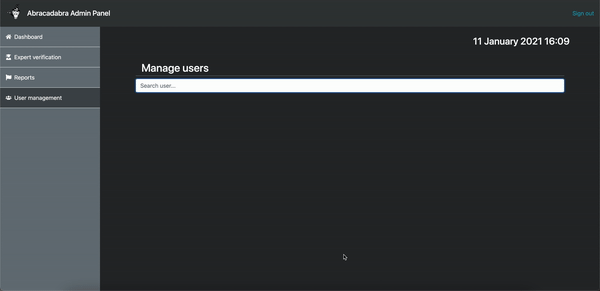 Abracadabra Admin Panel
Sign out
Dashboard
Expert verification
Reports
User management
11 January 2021 16:09
Manage users
Search user...